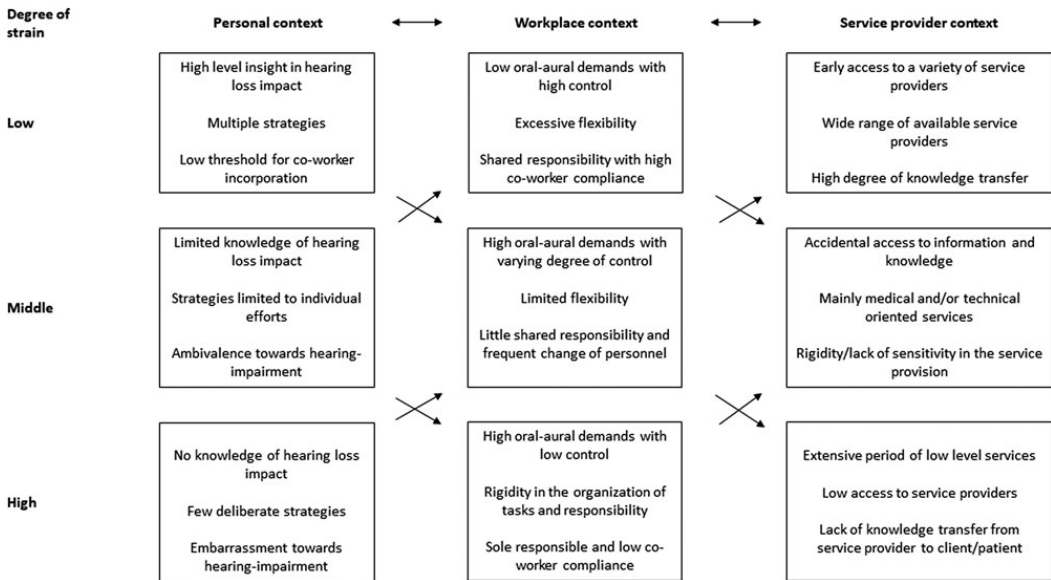 Degree of
strain
Personal context
Workplace context
Service provider context
Low
High level insight in hearing
loss impact
Multiple strategies
Low threshold for co-worker
incorporation
Low oral-aural demands with
high control
Excessive flexibility
Shared responsibility with high
co-worker compliance
Early access to a variety of service
providers
Wide range of available service
providers
High degree of knowledge transfer
Middle
Limited knowledge of hearing
loss impact
Strategies limited to individual
efforts
Ambivalence towards hearing-
impairment
High oral-aural demands with
varying degree of control
Limited flexibility
Little shared responsibility and
frequent change of personnel
Accidental access to information and
knowledge
Mainly medical and/or technical
oriented services
Rigidity/lack of sensitivity in the service
provision
High
No knowledge of hearing loss
impact
Few deliberate strategies
Embarrassment towards
hearing-impairment
High oral-aural demands with
low control
Rigidity in the organization of
tasks and responsibility
Sole responsible and low co-
worker compliance
Extensive period of low level services
Low access to service providers
Lack of knowledge transfer from
service provider to client/patient